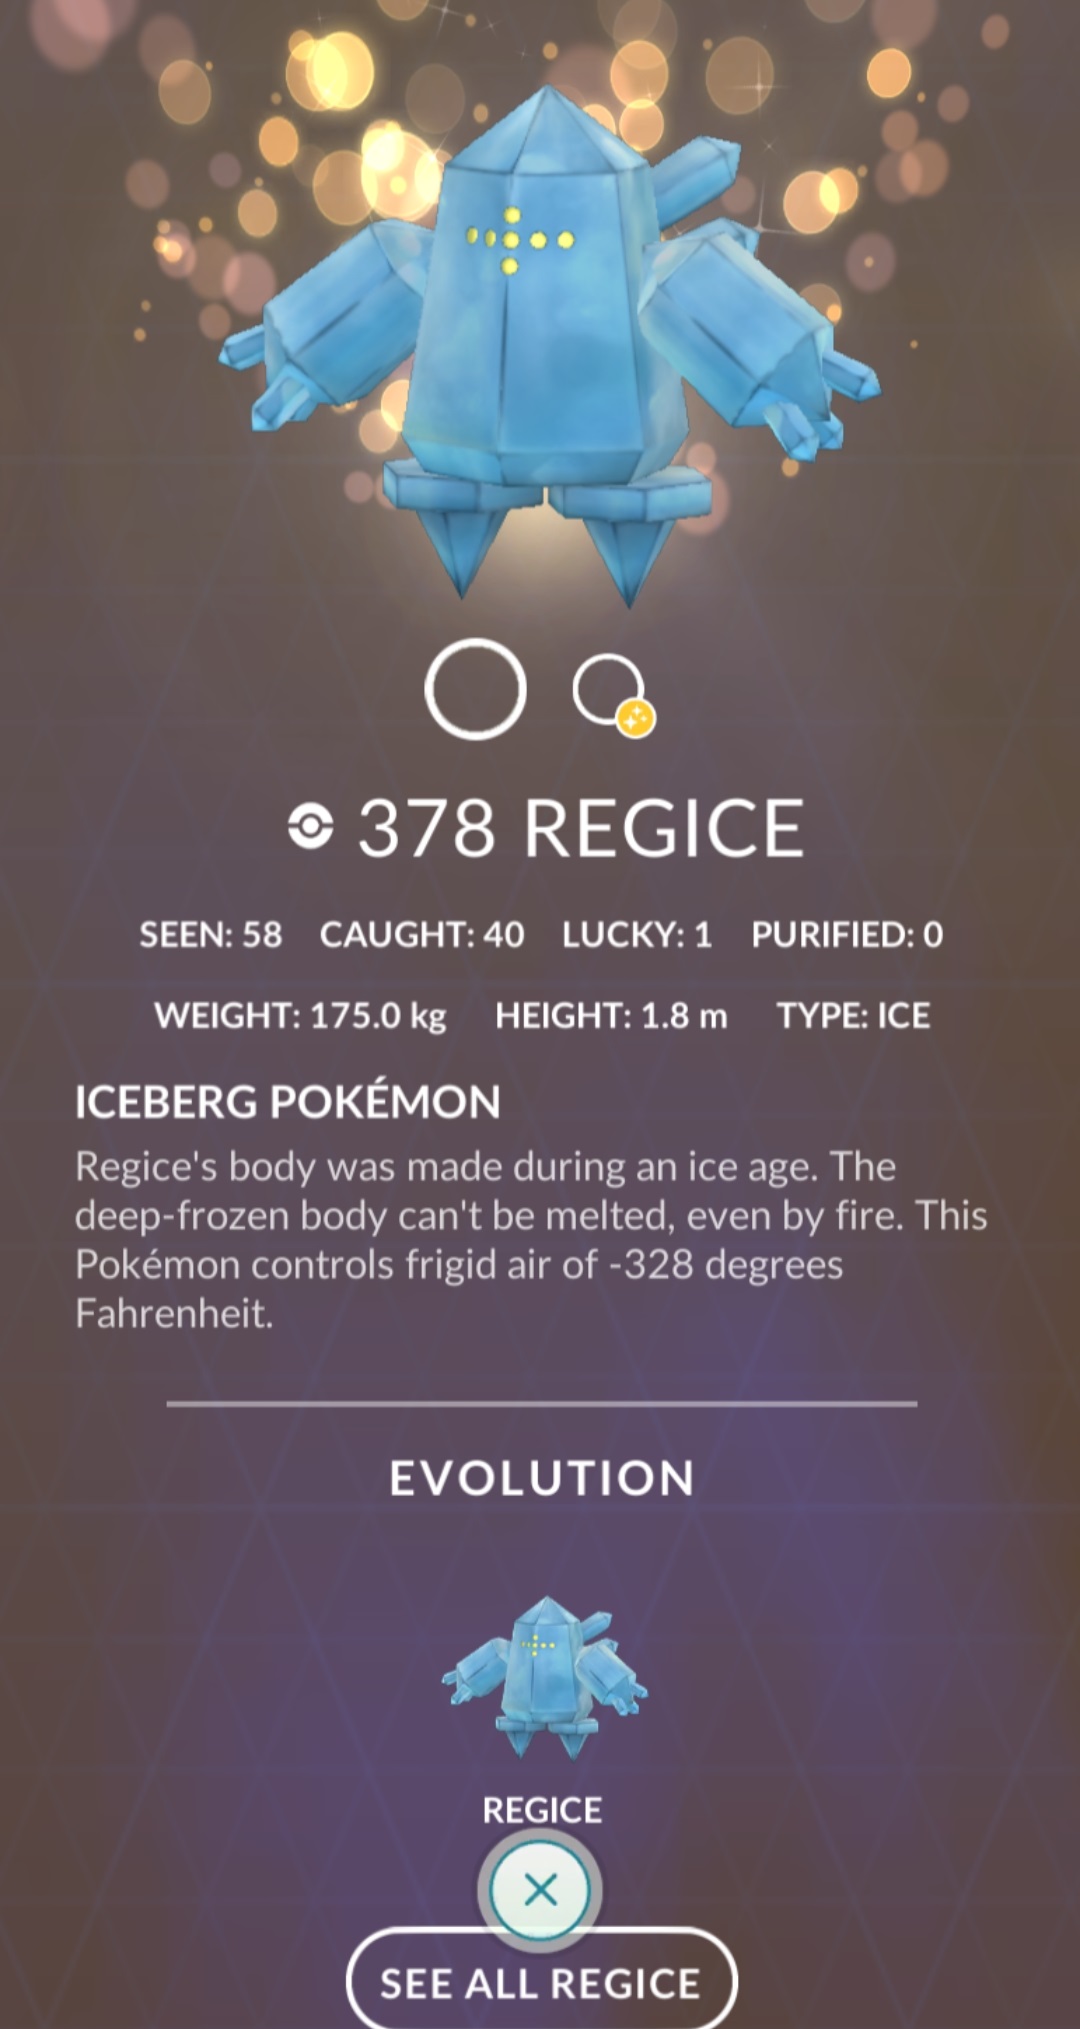 378 REGICE
SEEN: 58 CAUGHT: 40 LUCKY: 1 PURIFIED: 0
WEIGHT: 175.0 kg HEIGHT: 1.8 m TYPE: ICE
ICEBERG POKÉMON
Regice's body was made during an ice age. The
deep-frozen body can't be melted, even by fire. This
Pokémon controls frigid air of -328 degrees
Fahrenheit.
EVOLUTION
REGICE
SEE ALL REGICE